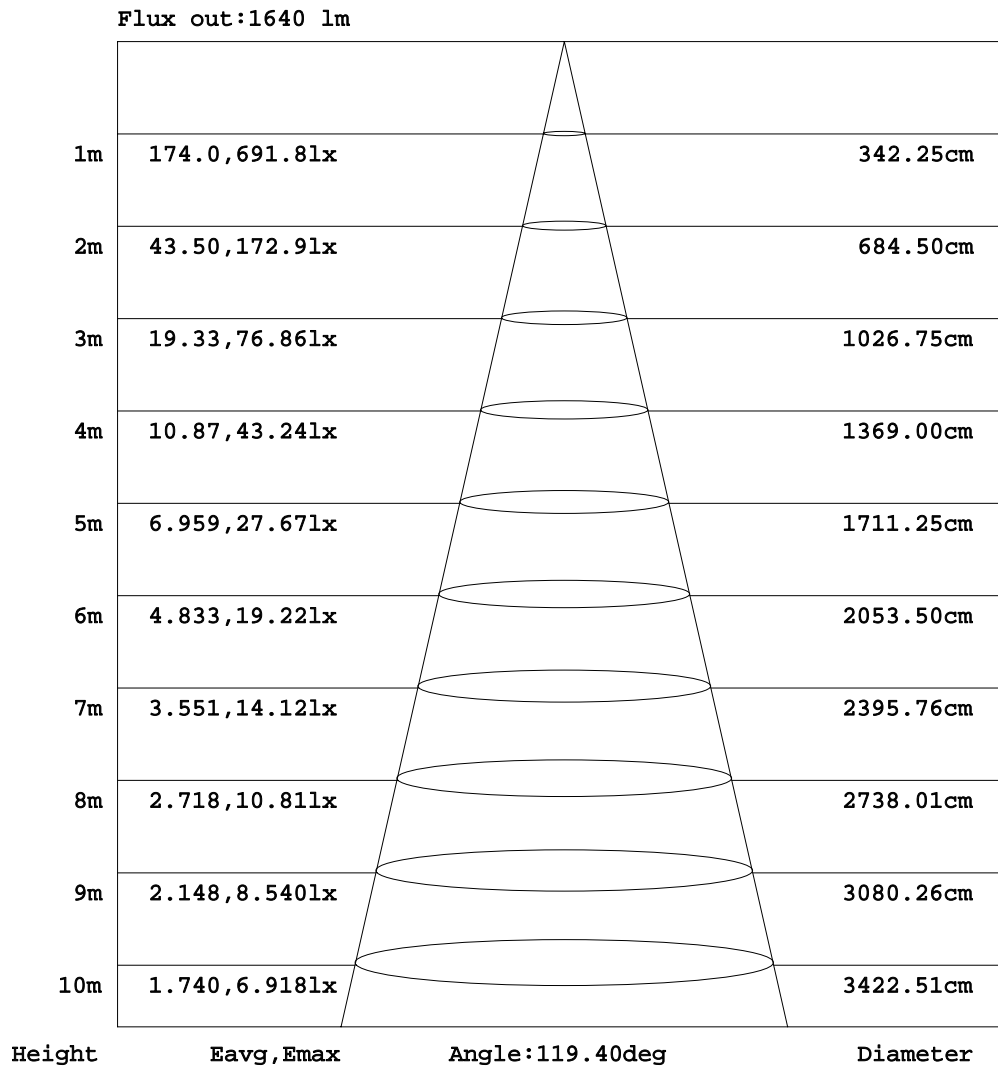 Flux out:1640 lm
1m 174.0,691.8lx 342.25cm
2m 43.50,172.9lx 684.50cm
3m 19.33,76.86lx 1026.75cm
4m 10.87,43.24lx 1369.00cm
5m 6.959,27.67lx 1711.25cm
6m 4.833,19.22lx 2053.50cm
7m 3.551,14.12lx 2395.76cm
8m 2.718,10.81lx 2738.01cm
9m 2.148,8.540lx 3080.26cm
10m 1.740,6.918lx 3422.51cm
Height Eavg,Emax Angle:119.40deg Diameter